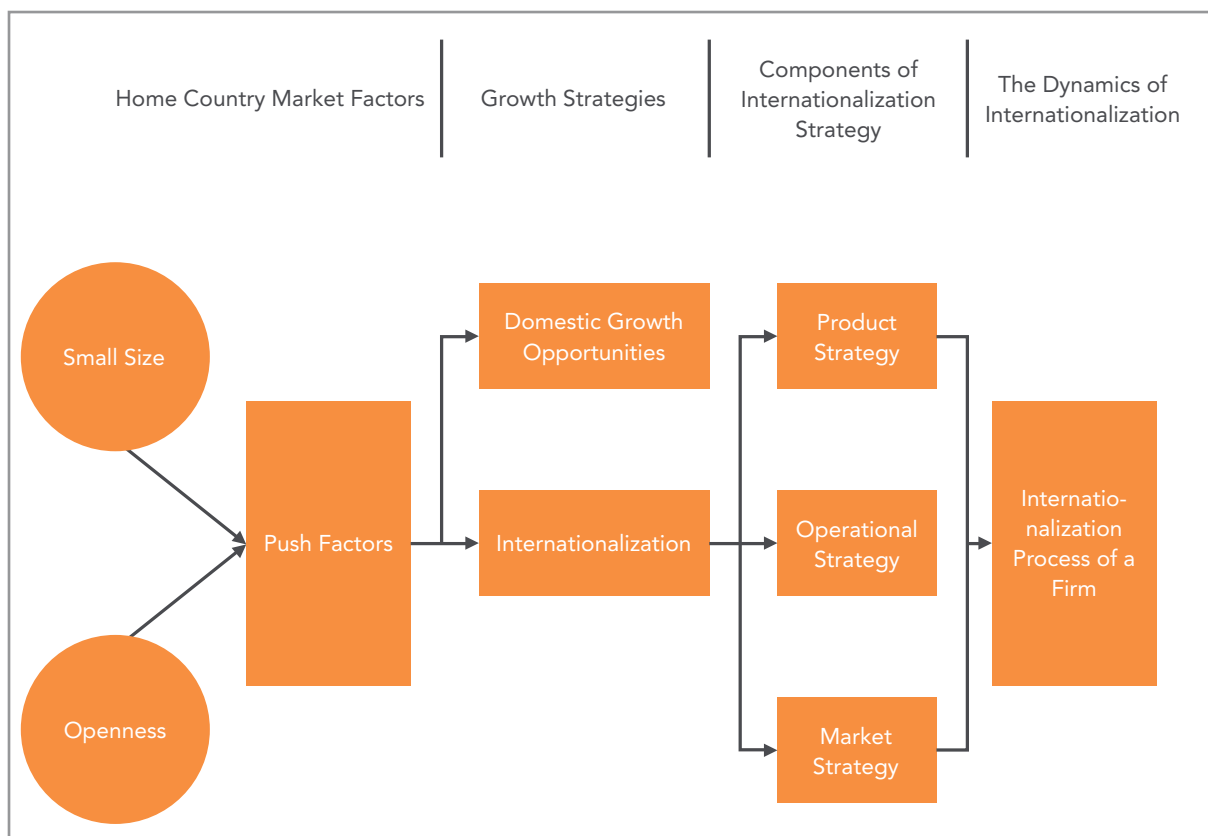 Home Country Market Factors
Growth Strategies
Components of
Internationalization
Strategy
The Dynamics of
Internationalization
Small Size
Openness
Push Factors
Domestic Growth
Opportunities
Internationalization
Product
Strategy
Operational
Strategy
Market
Strategy
Internatio-
nalization
Process of a
Firm